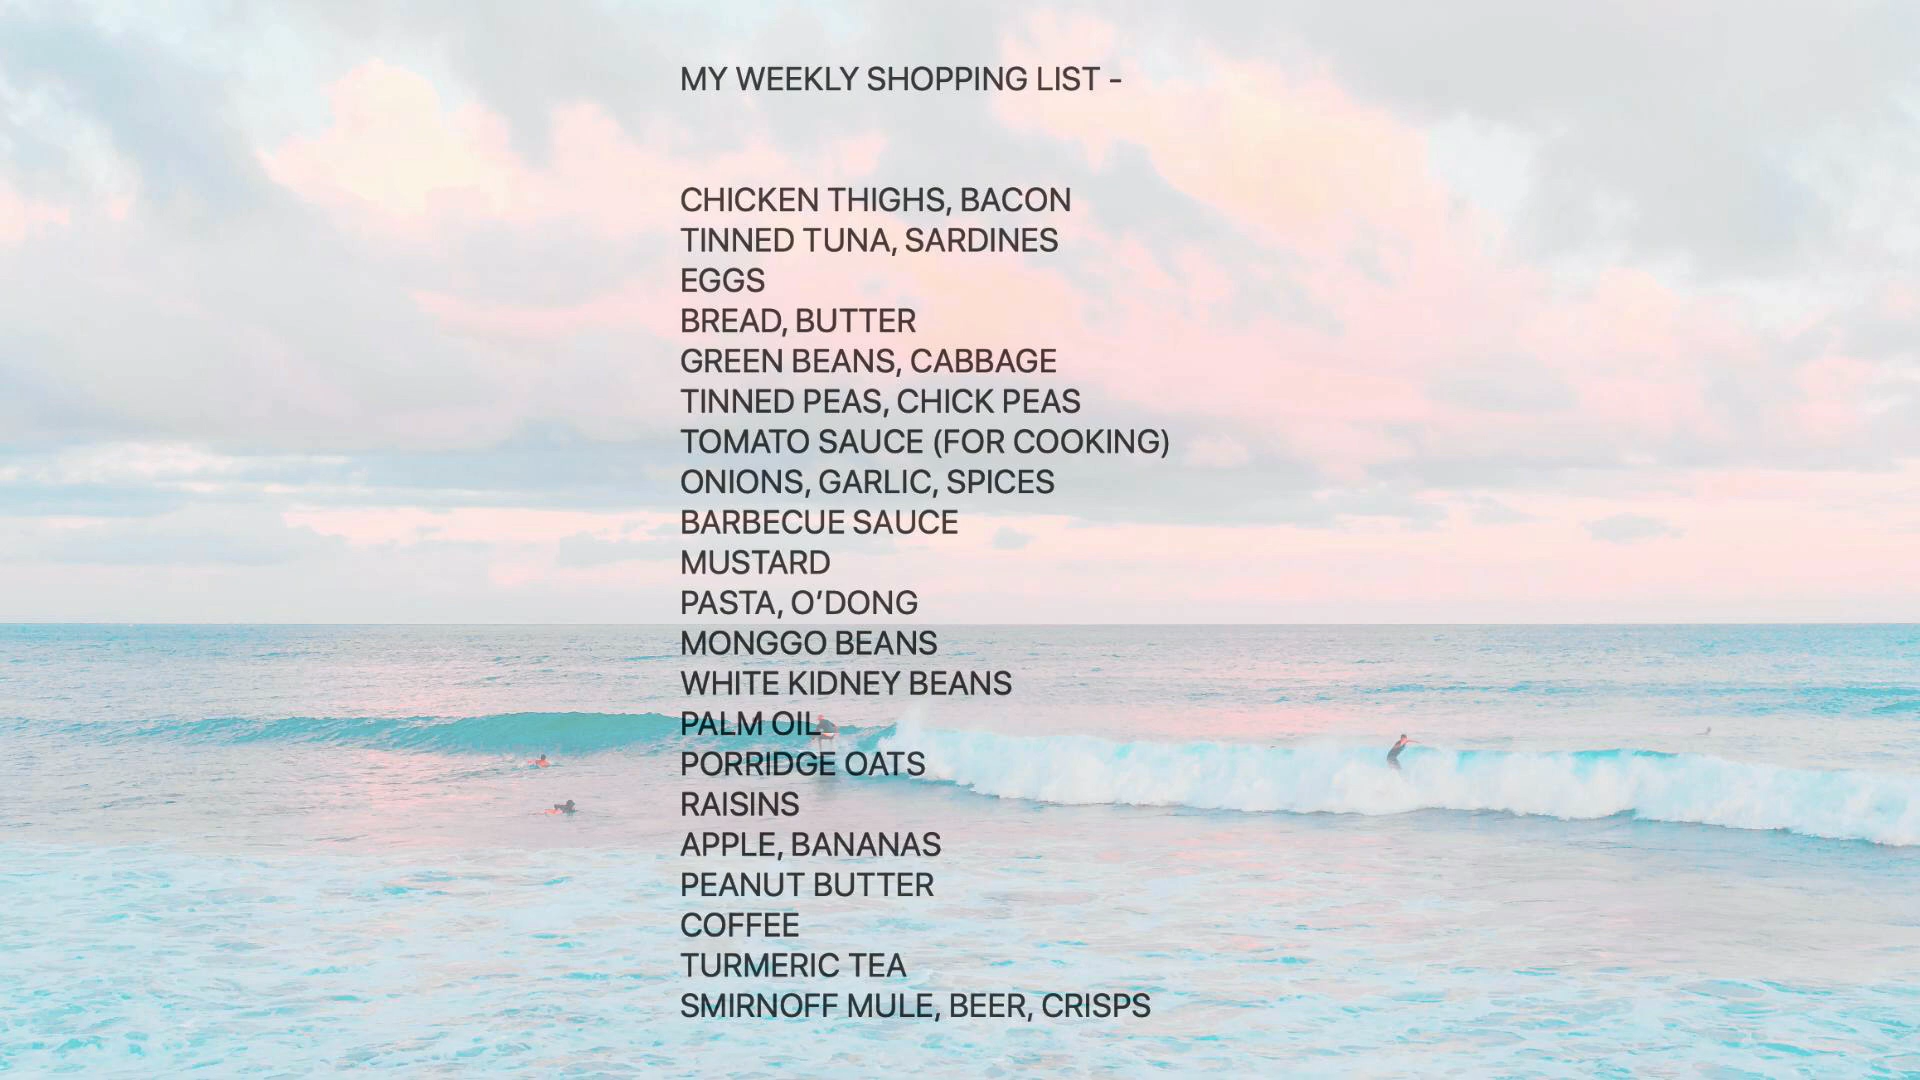 MY WEEKLY SHOPPING LIST -
CHICKEN THIGHS, BACON
TINNED TUNA, SARDINES
EGGS
BREAD, BUTTER
GREEN BEANS, CABBAGE
TINNED PEAS, CHICK PEAS
TOMATO SAUCE (FOR COOKING)
ONIONS, GARLIC, SPICES
BARBECUE SAUCE
MUSTARD
PASTA, O’DONG
MONGGO BEANS
WHITE KIDNEY BEANS
PALM OIL
PORRIDGE OATS
RAISINS
APPLE, BANANAS
PEANUT BUTTER
COFFEE
TURMERIC TEA
SMIRNOFF MULE, BEER, CRISPS